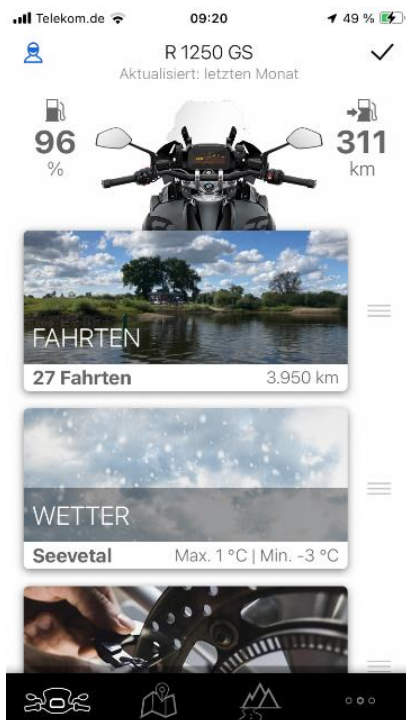 Telekom.de 09:20 49 %
R 1250 GS
Aktualisiert: letzten Monat
96 311
% km
FAHRTEN
27 Fahrten 3.950 km
WETTER
Seevetal Max. 1 °C | Min. -3 °C